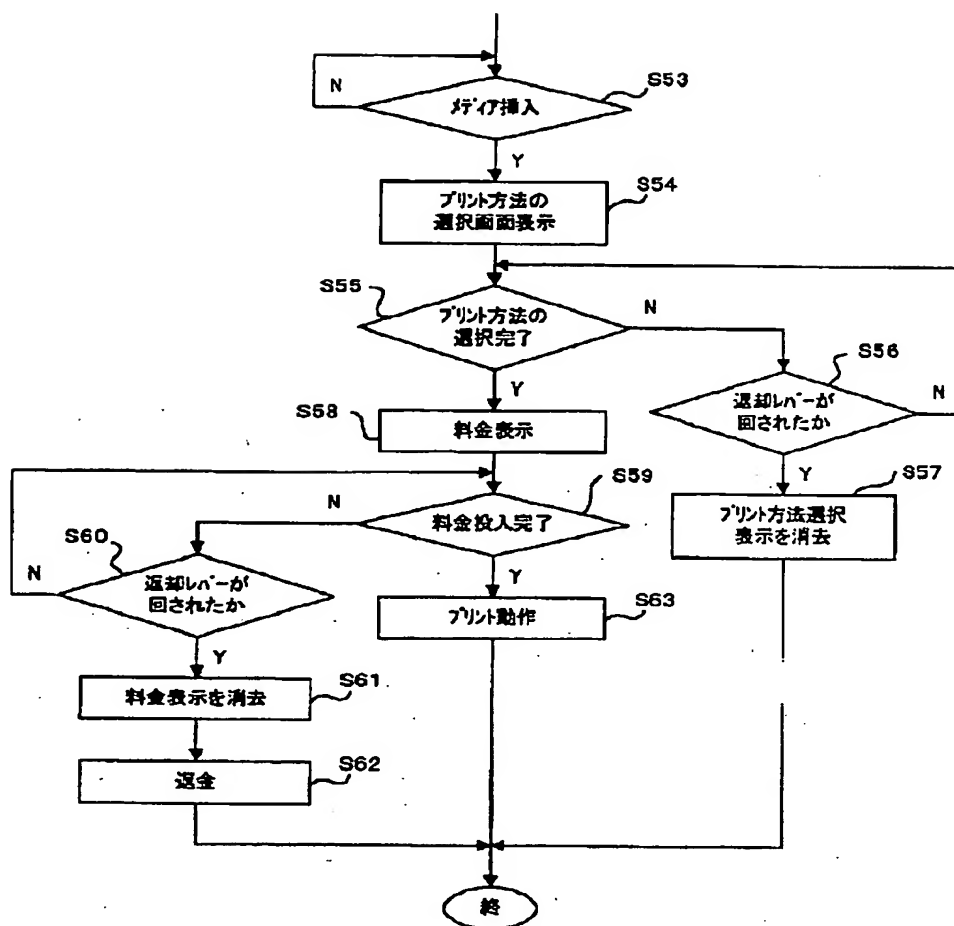 S53
N
メディア挿入
Y
S54
プリント方法の
選択画面表示
S55
プリント方法の
選択完了
N
Y
S56
返却レバーが
回されたか
N
Y
S58
料金表示
S57
プリント方法選択
表示を消去
S59
料金投入完了
N
Y
S60
返却レバーが
回されたか
N
Y
S63
プリント動作
S61
料金表示を消去
S62
返金
終